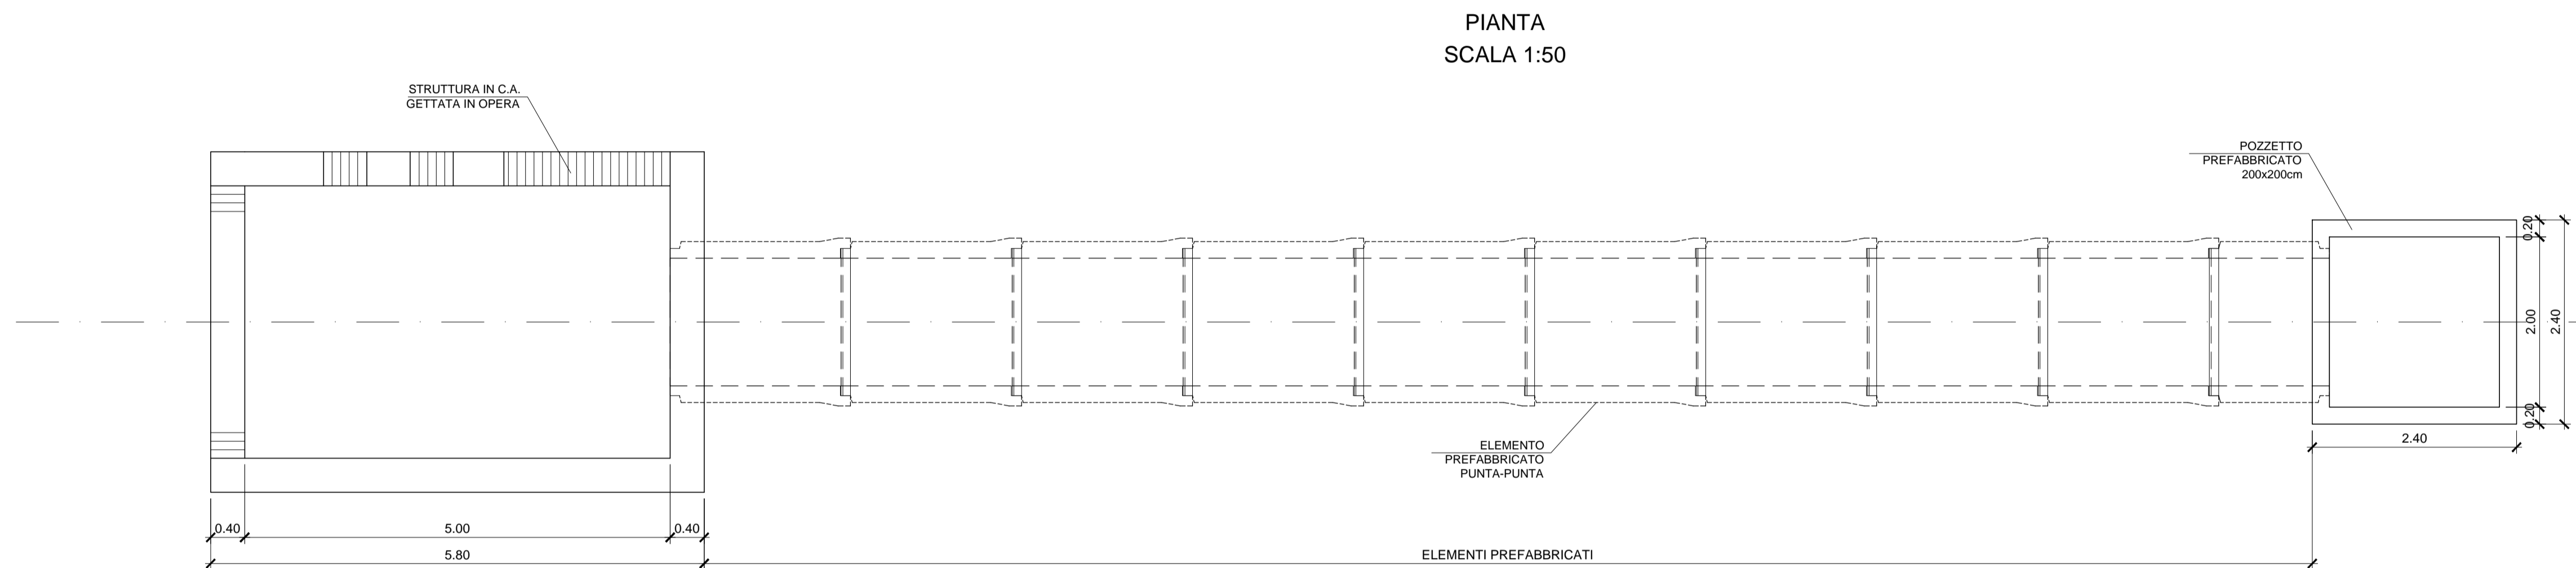 PIANTA
SCALA 1:50
STRUTTURA IN C.A.
GETTATA IN OPERA
POZZETTO
PREFABBRICATO
200x200cm
0.20
2.00
2.40
0.20
2.40
ELEMENTO
PREFABBRICATO
PUNTA-PUNTA
0.40
5.00
0.40
5.80
ELEMENTI PREFABBRICATI